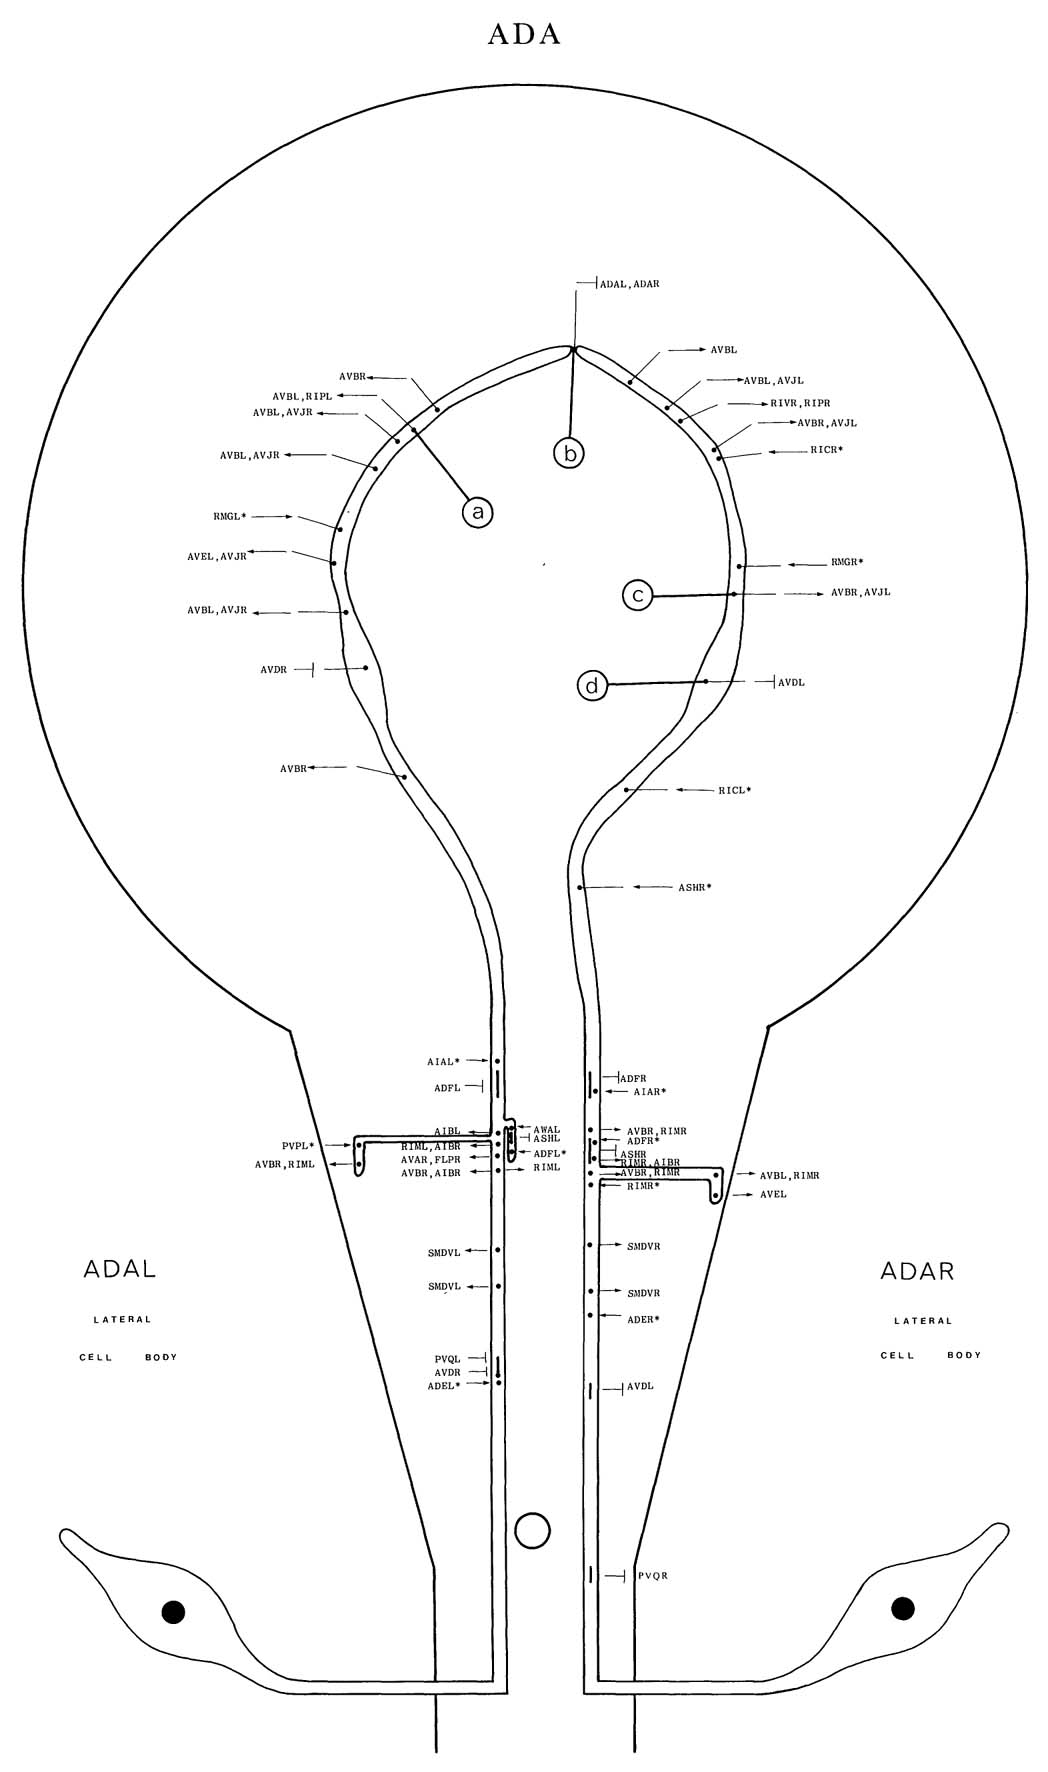 ADA
ADAL,ADAR
AVBL
AVBR
AVBL,AVJL
AVBL,RIPL
RIVR,RIPR
AVBL,AVJR
AVBR,AVJL
RICR*
AVBL,AVJR
b
a
RMGL*
AVEL,AVJR
RMGR*
c
AVBR,AVJL
AVBL,AVJR
AVDR
d
AVDL
AVBR
RICL*
ASHR*
AIAL*
ADFR
ADFL
AIAR*
AWAL
AIBL
AVBR,RIMR
ASHL
ADFR*
PVPL*
RIML,AIBR
ADFL*
ASHR
AVAR,FLPR
RIMR,AIBR
AVBR,RIML
RIML
AVBR,AIBR
AVBR,RIMR
AVBL,RIMR
RIMR*
AVEL
SMDVL
SMDVR
ADAL
ADAR
SMDVL
SMDVR
LATERAL
ADER*
LATERAL
CELL BODY
PVQL
CELL BODY
AVDR
ADEL*
AVDL
PVQR